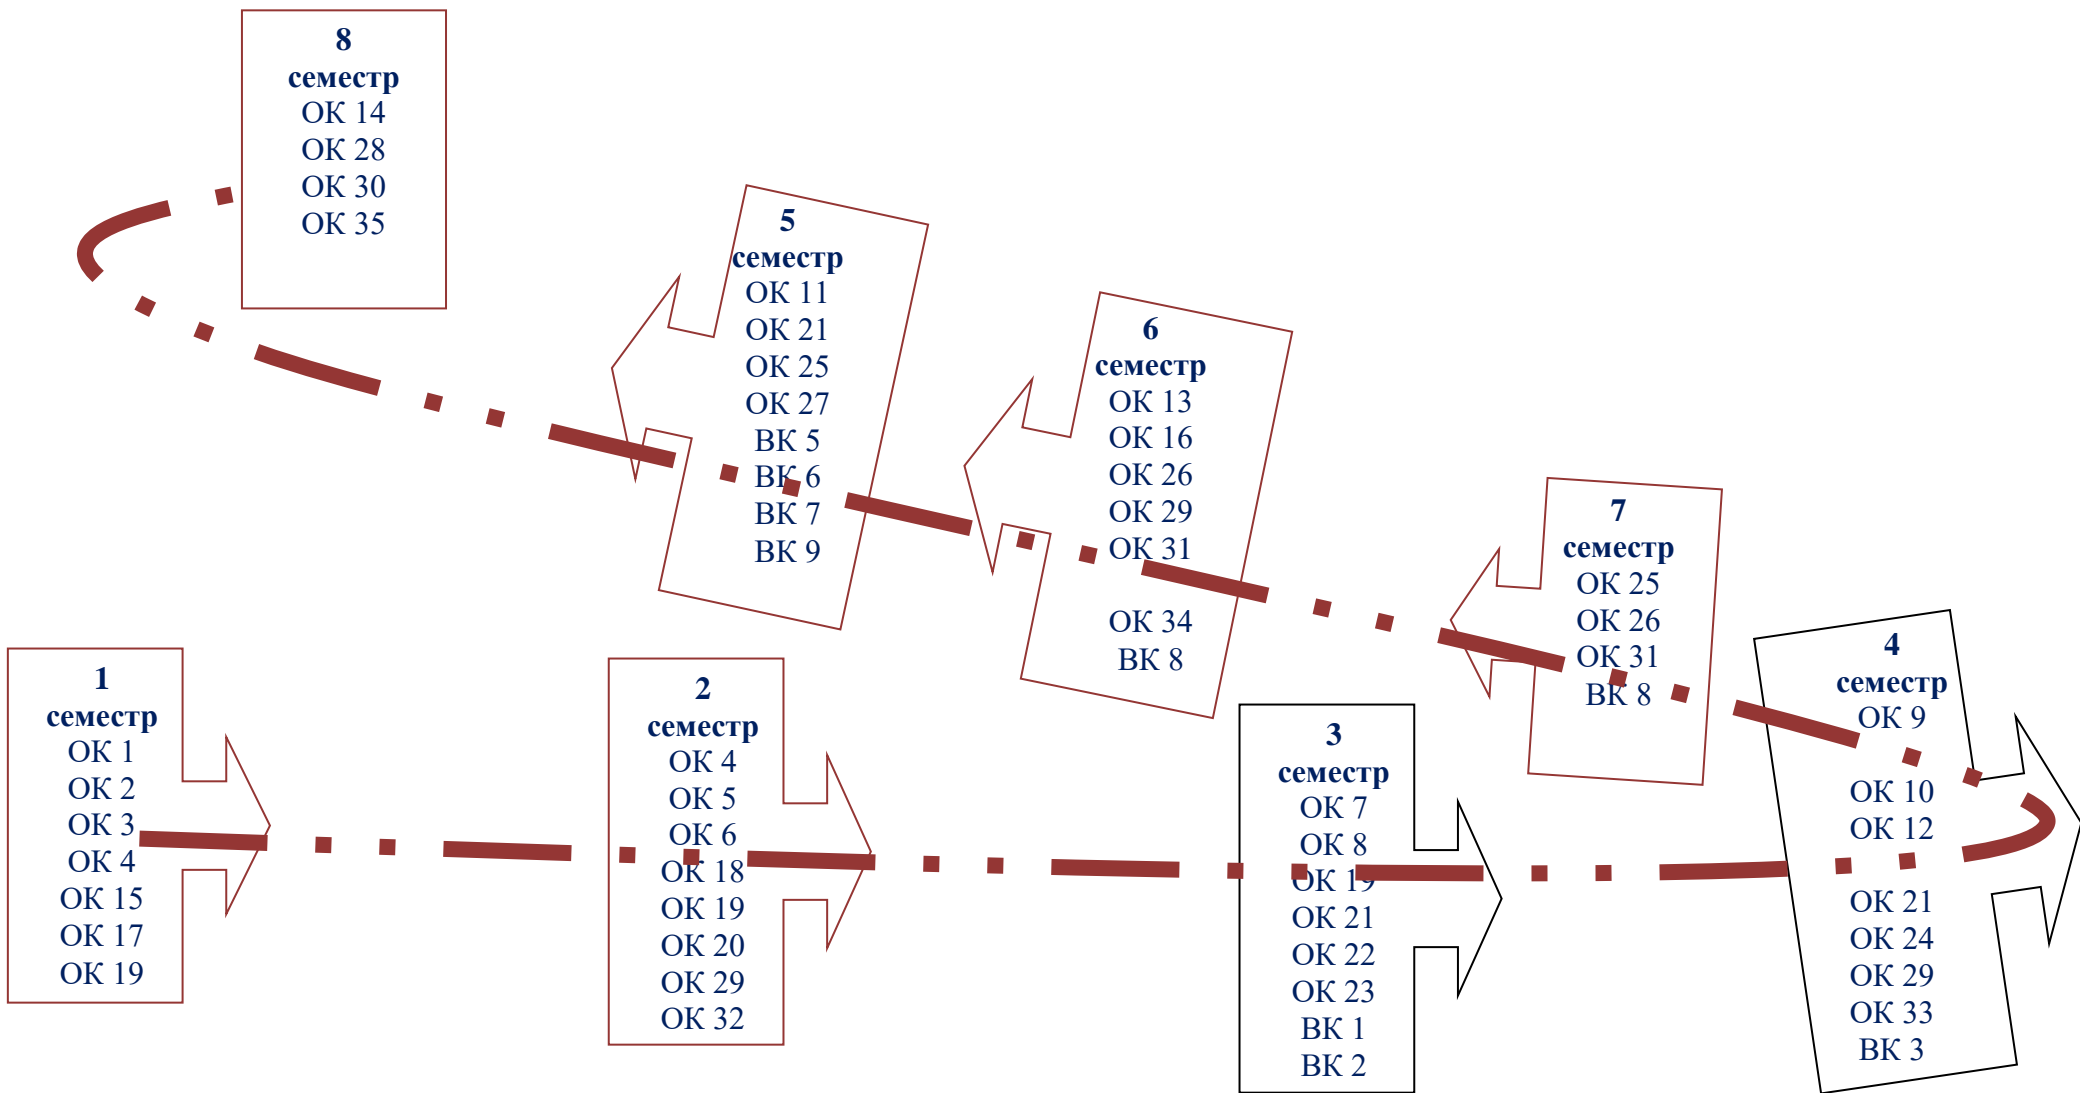 8
семестр
ОК 14
ОК 28
ОК 30
ОК 35
5
семестр
ОК 11
ОК 21
ОК 25
ОК 27
ВК 5
ВК 6
ВК 7
ВК 9
6
семестр
ОК 13
ОК 16
ОК 26
ОК 29
ОК 31
ОК 34
ВК 8
7
семестр
ОК 25
ОК 26
ОК 31
ВК 8
1
семестр
ОК 1
ОК 2
ОК 3
ОК 4
ОК 15
ОК 17
ОК 19
2
семестр
ОК 4
ОК 5
ОК 6
ОК 18
ОК 19
ОК 20
ОК 29
ОК 32
3
семестр
ОК 7
ОК 8
ОК 19
ОК 21
ОК 22
ОК 23
ВК 1
ВК 2
4
семестр
ОК 9
ОК 10
ОК 12
ОК 21
ОК 24
ОК 29
ОК 33
ВК 3